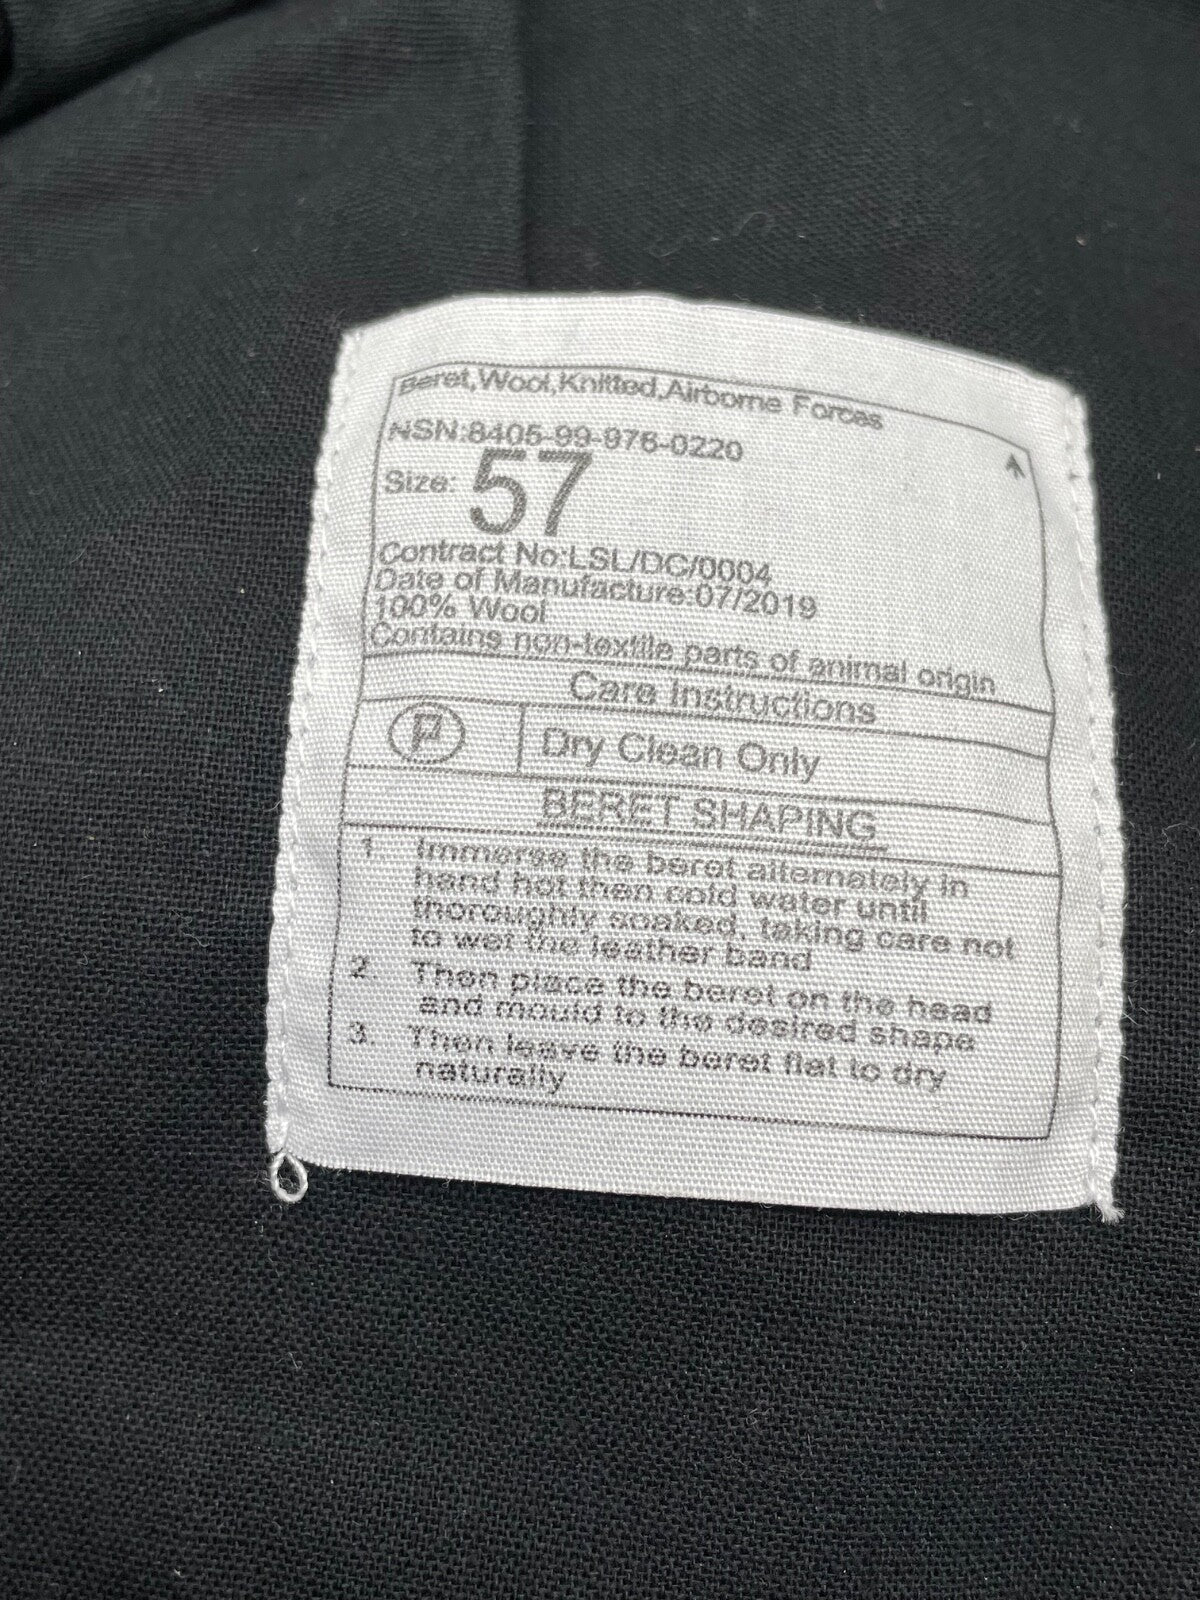 Beret,Wool,Knitted,Airborne Forces
NSN:8405-99-976-0220
Size: 57
Contract No:LSL/DC/0004
Date of Manufacture:07/2019
100% Wool
Contains non-textile parts of animal origin
Care Instructions
P Dry Clean Only
BERET SHAPING
1. Immerse the beret alternately in
hand hot then cold water until
thoroughly soaked, taking care not
to wet the leather band
2. Then place the beret on the head
and mould to the desired shape
3. Then leave the beret flat to dry
naturally